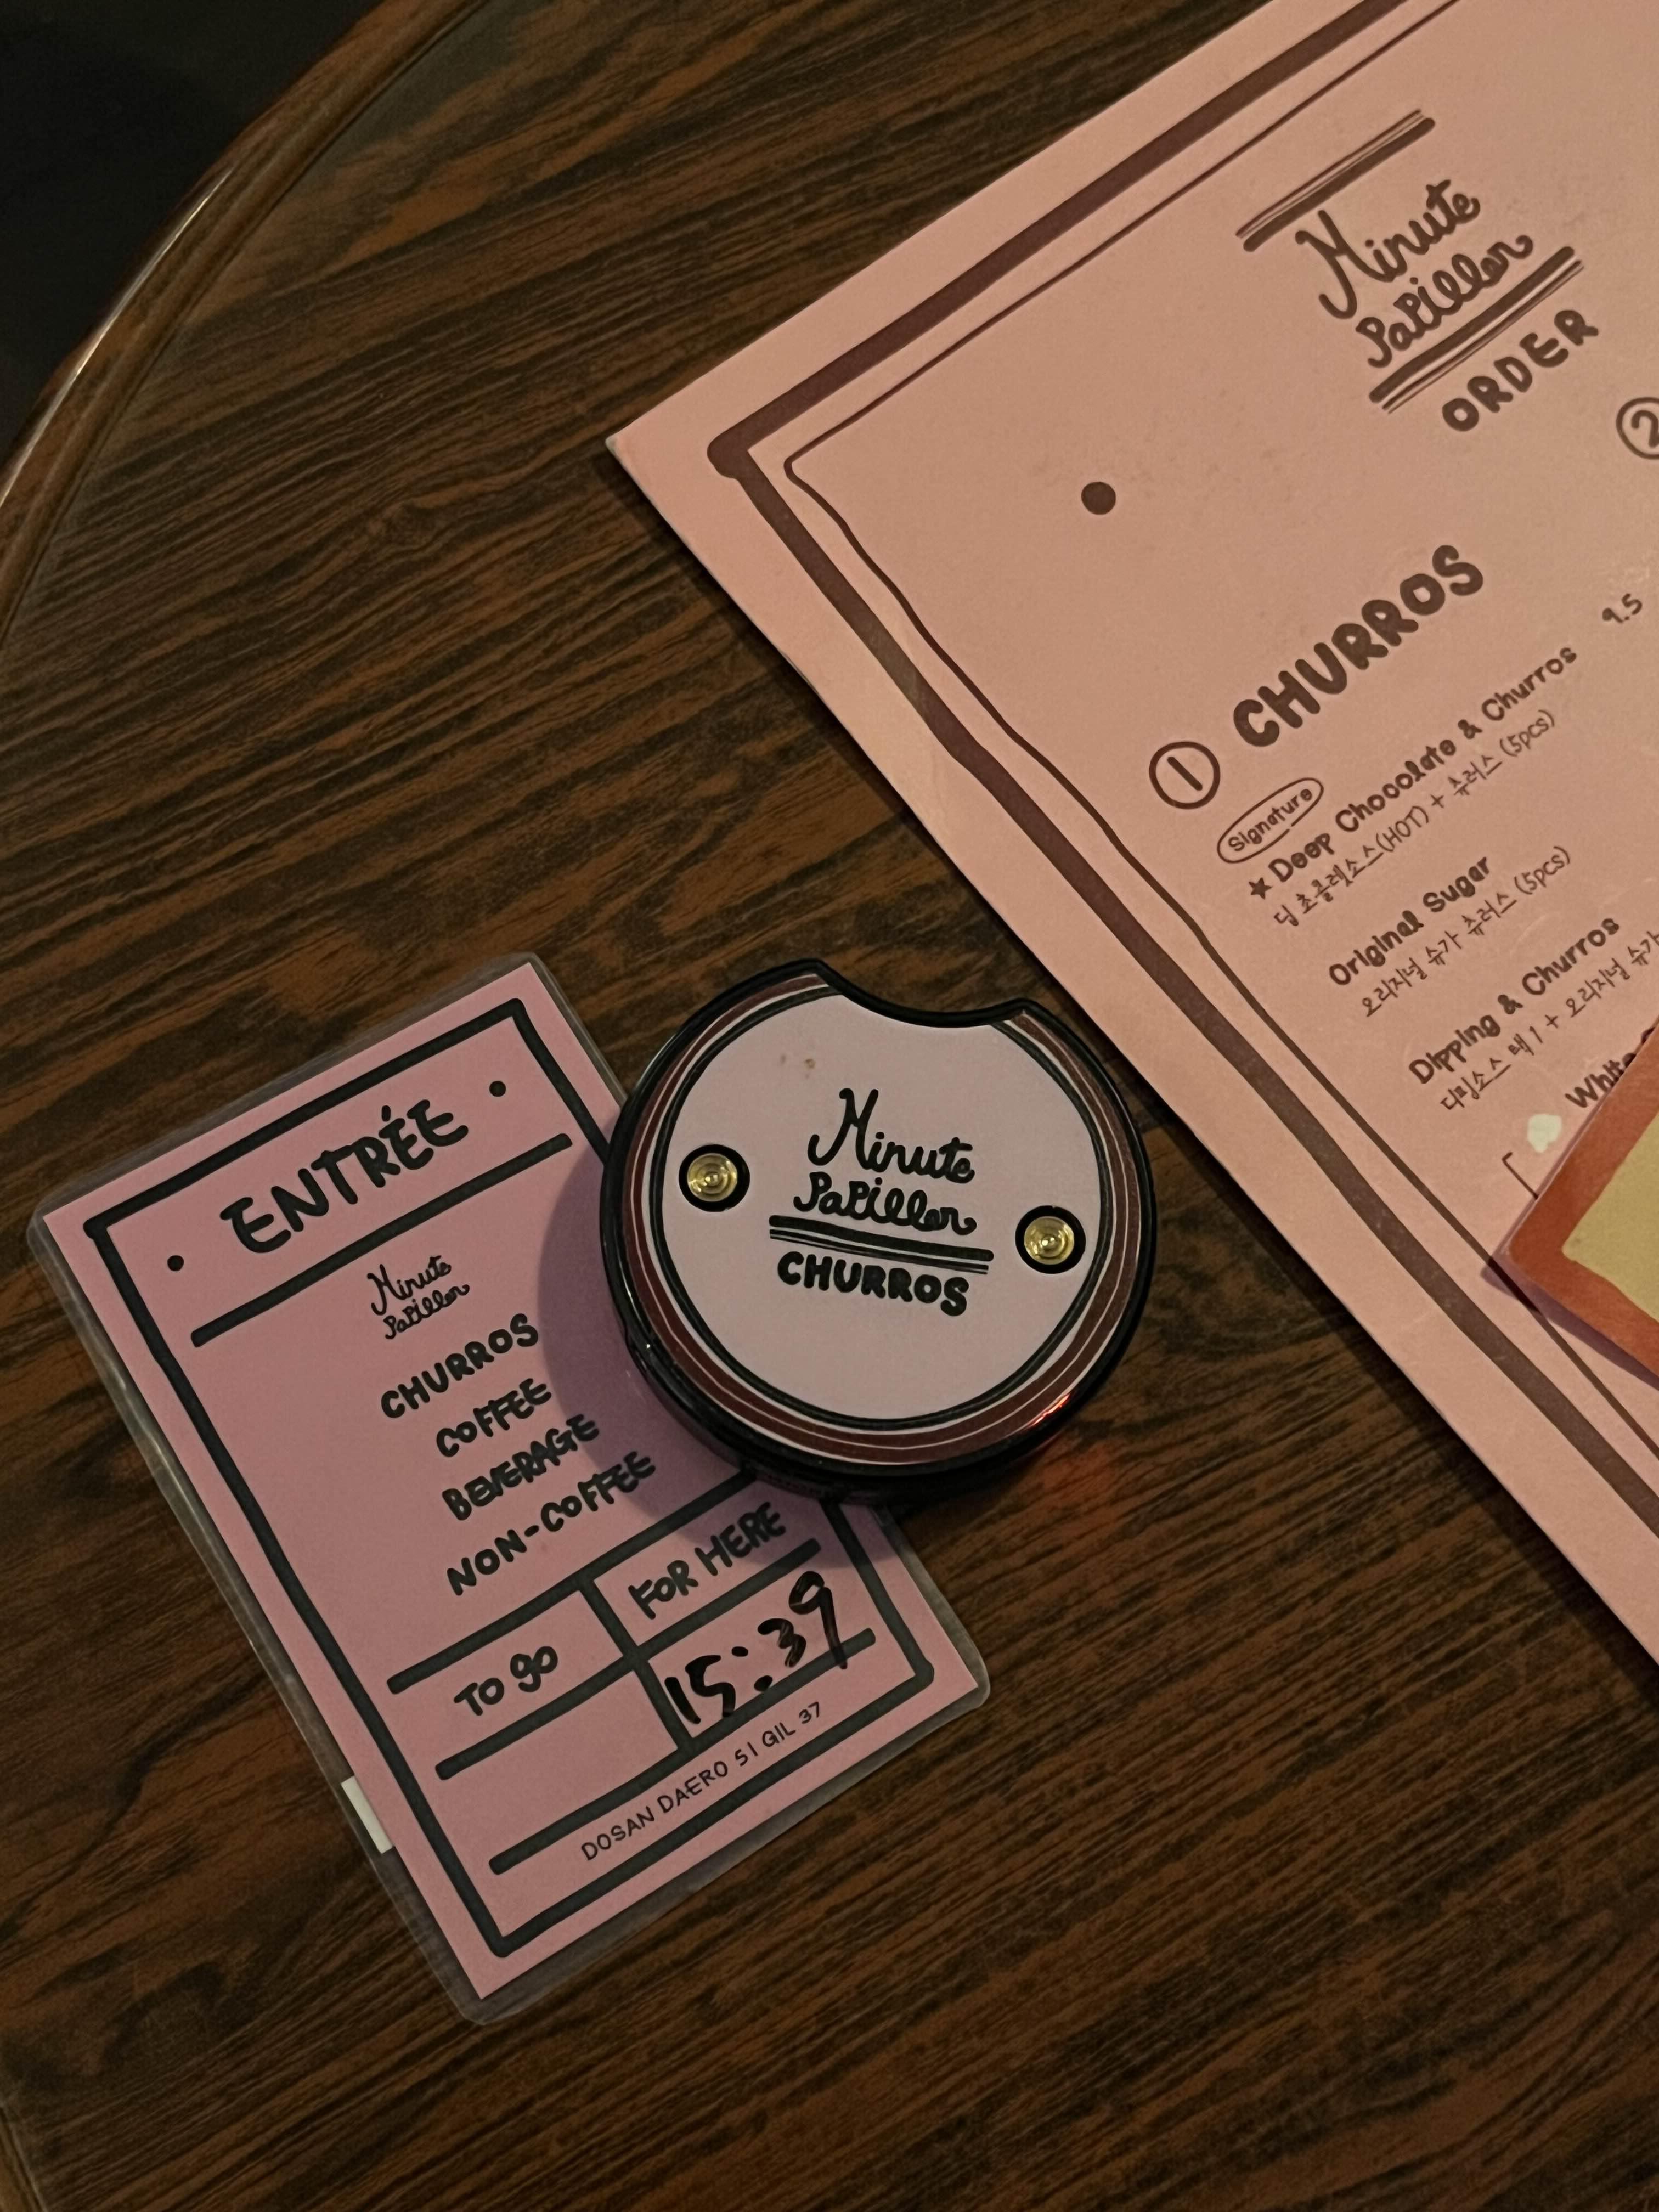 Minute
Papillon
ORDER
2
1 CHURROS
Signature
★ Deep Chocolate & Churros 9.5
딥 초콜렛소스(HOT) + 츄러스 (5pcs)
Original Sugar
오리지널 슈가 츄러스 (5pcs)
Dipping & Churros
디핑소스 택 1 + 오리지널 슈가
White
Minute
Papillon
CHURROS
ENTRÉE
Minute
Papillon
CHURROS
COFFEE
BEVERAGE
NON-COFFEE
TO go
FOR HERE
15:39
DOSAN DAERO 51 GIL 37